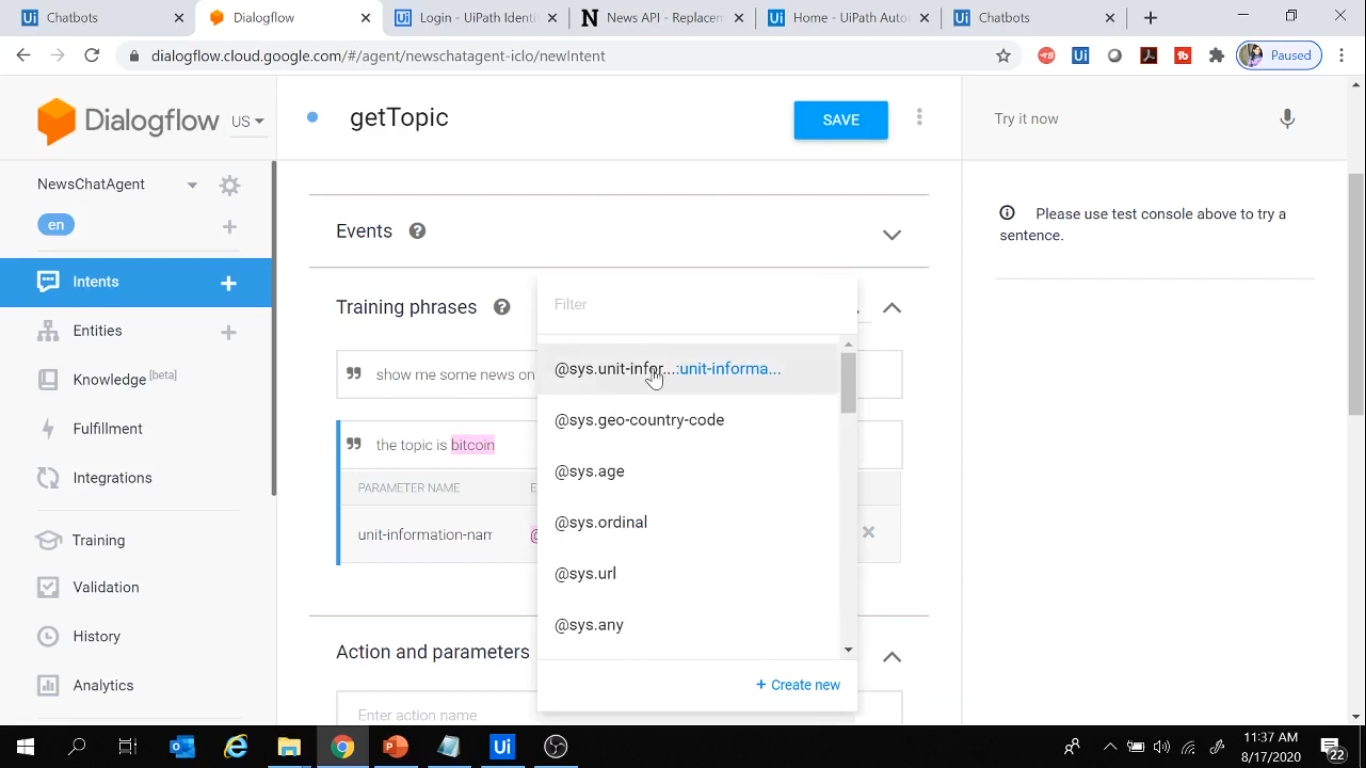 Chatbots
Dialogflow
Login - UiPath Identi
News API - Replacem
Home - UiPath Auto
Chatbots
dialogflow.cloud.google.com/#/agent/newschatagent-iclo/newIntent
Paused
Dialogflow
US
getTopic
SAVE
Try it now
NewsChatAgent
en
Please use test console above to try a
sentence.
Events
Intents
Entities
Knowledge [beta]
Fulfillment
Integrations
Training
Validation
History
Analytics
Training phrases
show me some news on
the topic is bitcoin
PARAMETER NAME
unit-information-nam
Filter
@sys.unit-infor...:unit-informa...
@sys.geo-country-code
@sys.age
@sys.ordinal
@sys.url
@sys.any
+ Create new
Action and parameters
Enter action name
11:37 AM
8/17/2020
22